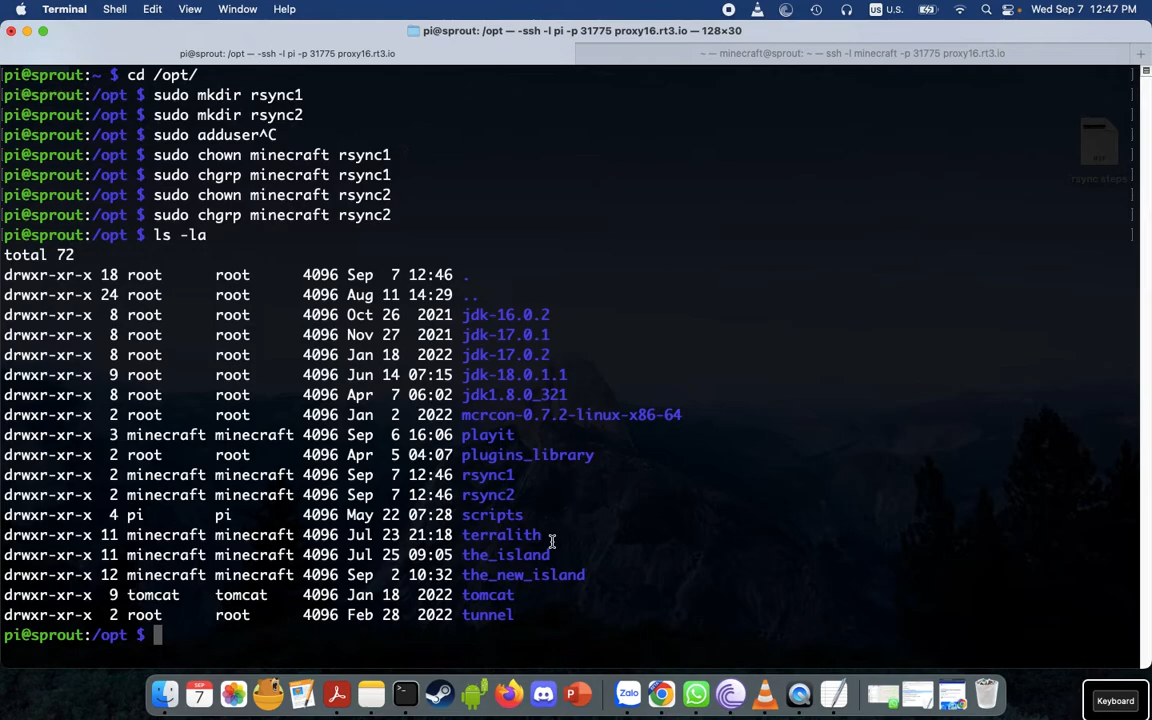 Terminal Shell Edit View Window Help U.S. Wed Sep 7 12:47 PM
pi@sprout: /opt — -ssh -l pi -p 31775 proxy16.rt3.io — 128×30
pi@sprout: /opt — -ssh -l pi -p 31775 proxy16.rt3.io ~ — minecraft@sprout: ~ — ssh -l minecraft -p 31775 proxy16.rt3.io
pi@sprout:~ $ cd /opt/
pi@sprout:/opt $ sudo mkdir rsync1
pi@sprout:/opt $ sudo mkdir rsync2
pi@sprout:/opt $ sudo adduser^C
pi@sprout:/opt $ sudo chown minecraft rsync1
pi@sprout:/opt $ sudo chgrp minecraft rsync1
pi@sprout:/opt $ sudo chown minecraft rsync2
pi@sprout:/opt $ sudo chgrp minecraft rsync2
pi@sprout:/opt $ ls -la
total 72
drwxr-xr-x 18 root root 4096 Sep 7 12:46 .
drwxr-xr-x 24 root root 4096 Aug 11 14:29 ..
drwxr-xr-x 8 root root 4096 Oct 26 2021 jdk-16.0.2
drwxr-xr-x 8 root root 4096 Nov 27 2021 jdk-17.0.1
drwxr-xr-x 8 root root 4096 Jan 18 2022 jdk-17.0.2
drwxr-xr-x 9 root root 4096 Jun 14 07:15 jdk-18.0.1.1
drwxr-xr-x 8 root root 4096 Apr 7 06:02 jdk1.8.0_321
drwxr-xr-x 2 root root 4096 Jan 2 2022 mcrcon-0.7.2-linux-x86-64
drwxr-xr-x 3 minecraft minecraft 4096 Sep 6 16:06 playit
drwxr-xr-x 2 root root 4096 Apr 5 04:07 plugins_library
drwxr-xr-x 2 minecraft minecraft 4096 Sep 7 12:46 rsync1
drwxr-xr-x 2 minecraft minecraft 4096 Sep 7 12:46 rsync2
drwxr-xr-x 4 pi pi 4096 May 22 07:28 scripts
drwxr-xr-x 11 minecraft minecraft 4096 Jul 23 21:18 terralith
drwxr-xr-x 11 minecraft minecraft 4096 Jul 25 09:05 the_island
drwxr-xr-x 12 minecraft minecraft 4096 Sep 2 10:32 the_new_island
drwxr-xr-x 9 tomcat tomcat 4096 Jan 18 2022 tomcat
drwxr-xr-x 2 root root 4096 Feb 28 2022 tunnel
pi@sprout:/opt $
rsync steps
SEP
7
Zalo
Keyboard